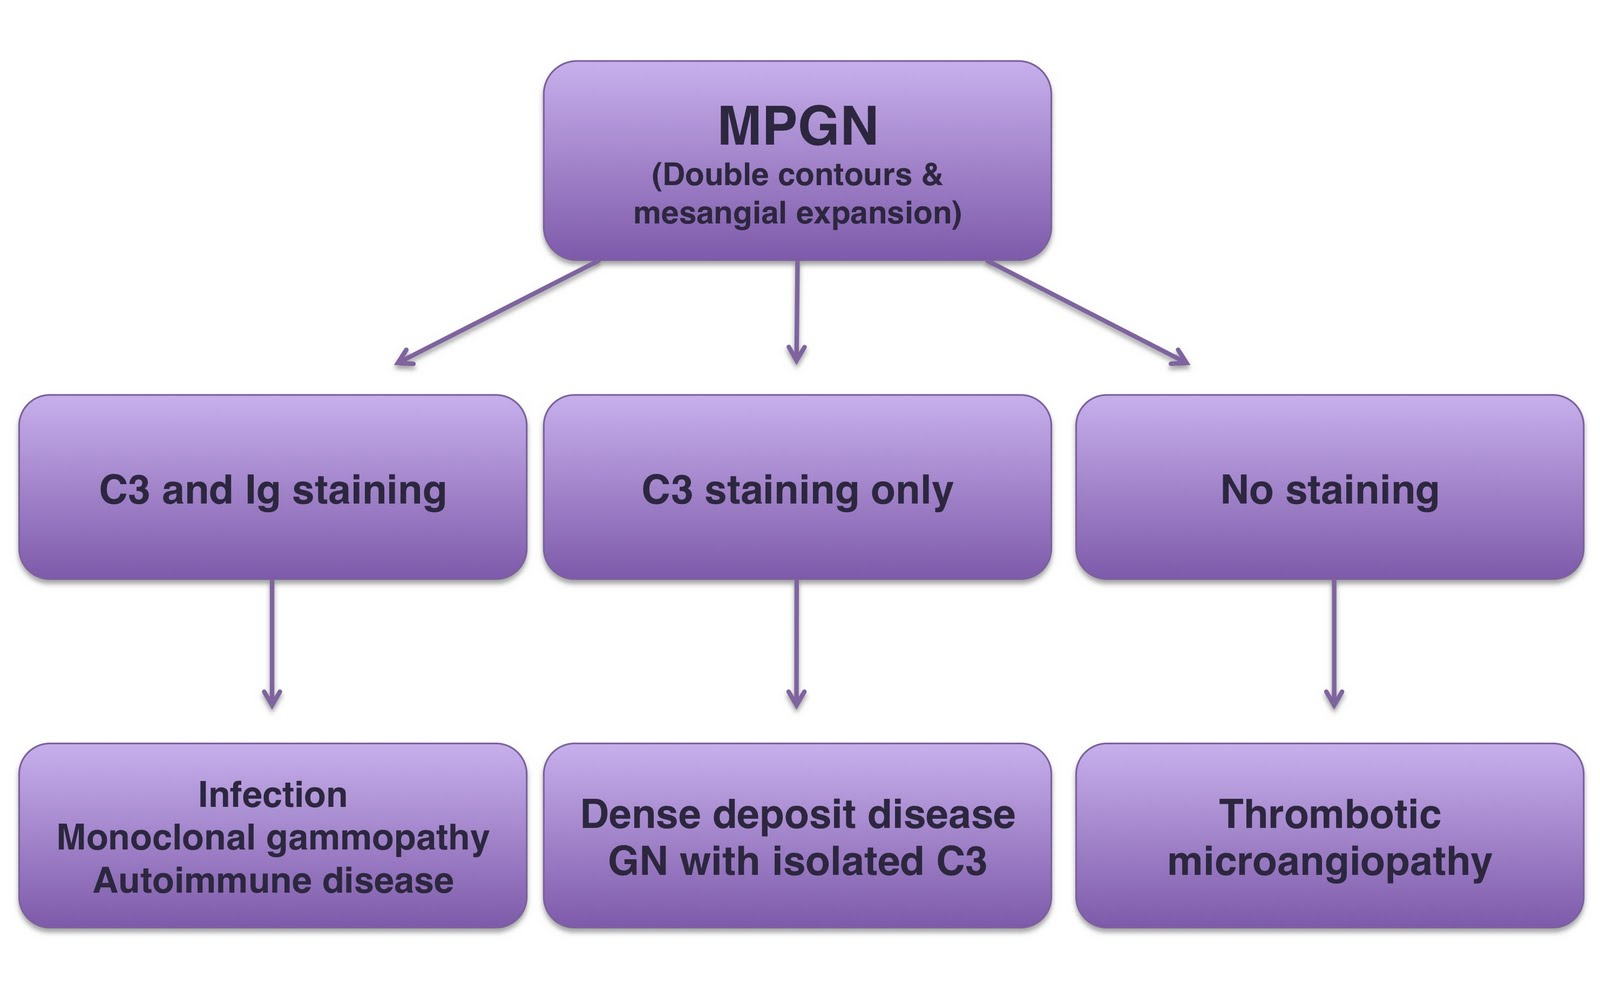 MPGN
(Double contours &
mesangial expansion)
C3 and Ig staining
C3 staining only
No staining
Infection
Monoclonal gammopathy
Autoimmune disease
Dense deposit disease
GN with isolated C3
Thrombotic
microangiopathy